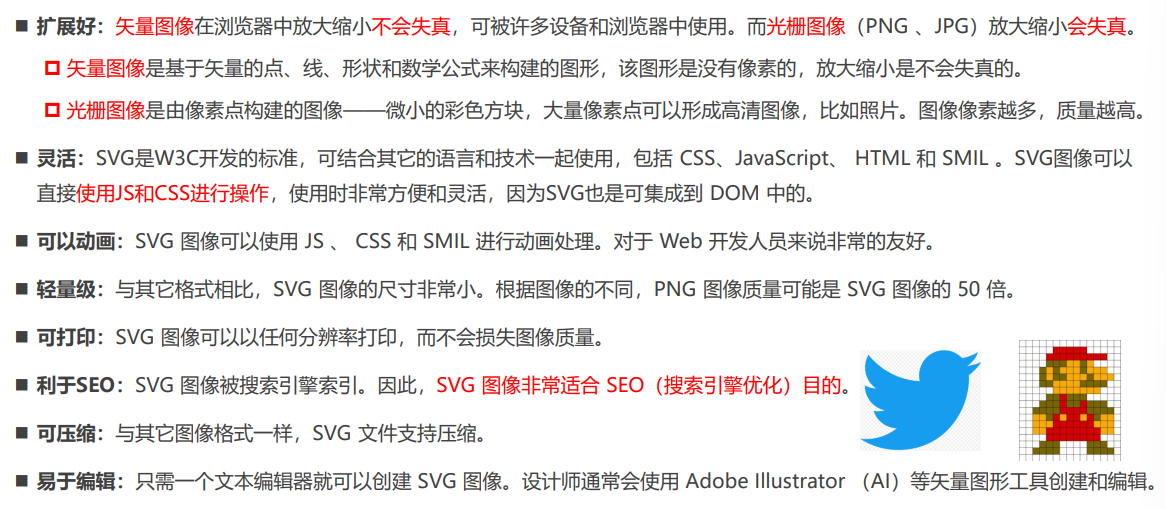 ■ 扩展好：矢量图像在浏览器中放大缩小不会失真，可被许多设备和浏览器中使用。而光栅图像（PNG 、JPG）放大缩小会失真。
矢量图像是基于矢量的点、线、形状和数学公式来构建的图形，该图形是没有像素的，放大缩小是不会失真的。
光栅图像是由像素点构建的图像——微小的彩色方块，大量像素点可以形成高清图像，比如照片。图像像素越多，质量越高。
■ 灵活：SVG是W3C开发的标准，可结合其它的语言和技术一起使用，包括 CSS、JavaScript、 HTML 和 SMIL 。SVG图像可以
直接使用JS和CSS进行操作，使用时非常方便和灵活，因为SVG也是可集成到 DOM 中的。
■ 可以动画：SVG 图像可以使用 JS 、 CSS 和 SMIL 进行动画处理。对于 Web 开发人员来说非常的友好。
■ 轻量级：与其它格式相比，SVG 图像的尺寸非常小。根据图像的不同，PNG 图像质量可能是 SVG 图像的 50 倍。
■ 可打印：SVG 图像可以以任何分辨率打印，而不会损失图像质量。
■ 利于SEO：SVG 图像被搜索引擎索引。因此，SVG 图像非常适合 SEO（搜索引擎优化）目的。
■ 可压缩：与其它图像格式一样，SVG 文件支持压缩。
■ 易于编辑：只需一个文本编辑器就可以创建 SVG 图像。设计师通常会使用 Adobe Illustrator （AI）等矢量图形工具创建和编辑。